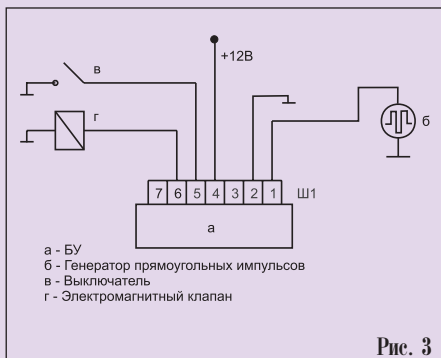 +12В
в
г
б
7 6 5 4 3 2 1 Ш1
а
а - БУ
б - Генератор прямоугольных импульсов
в - Выключатель
г - Электромагнитный клапан
Рис. 3